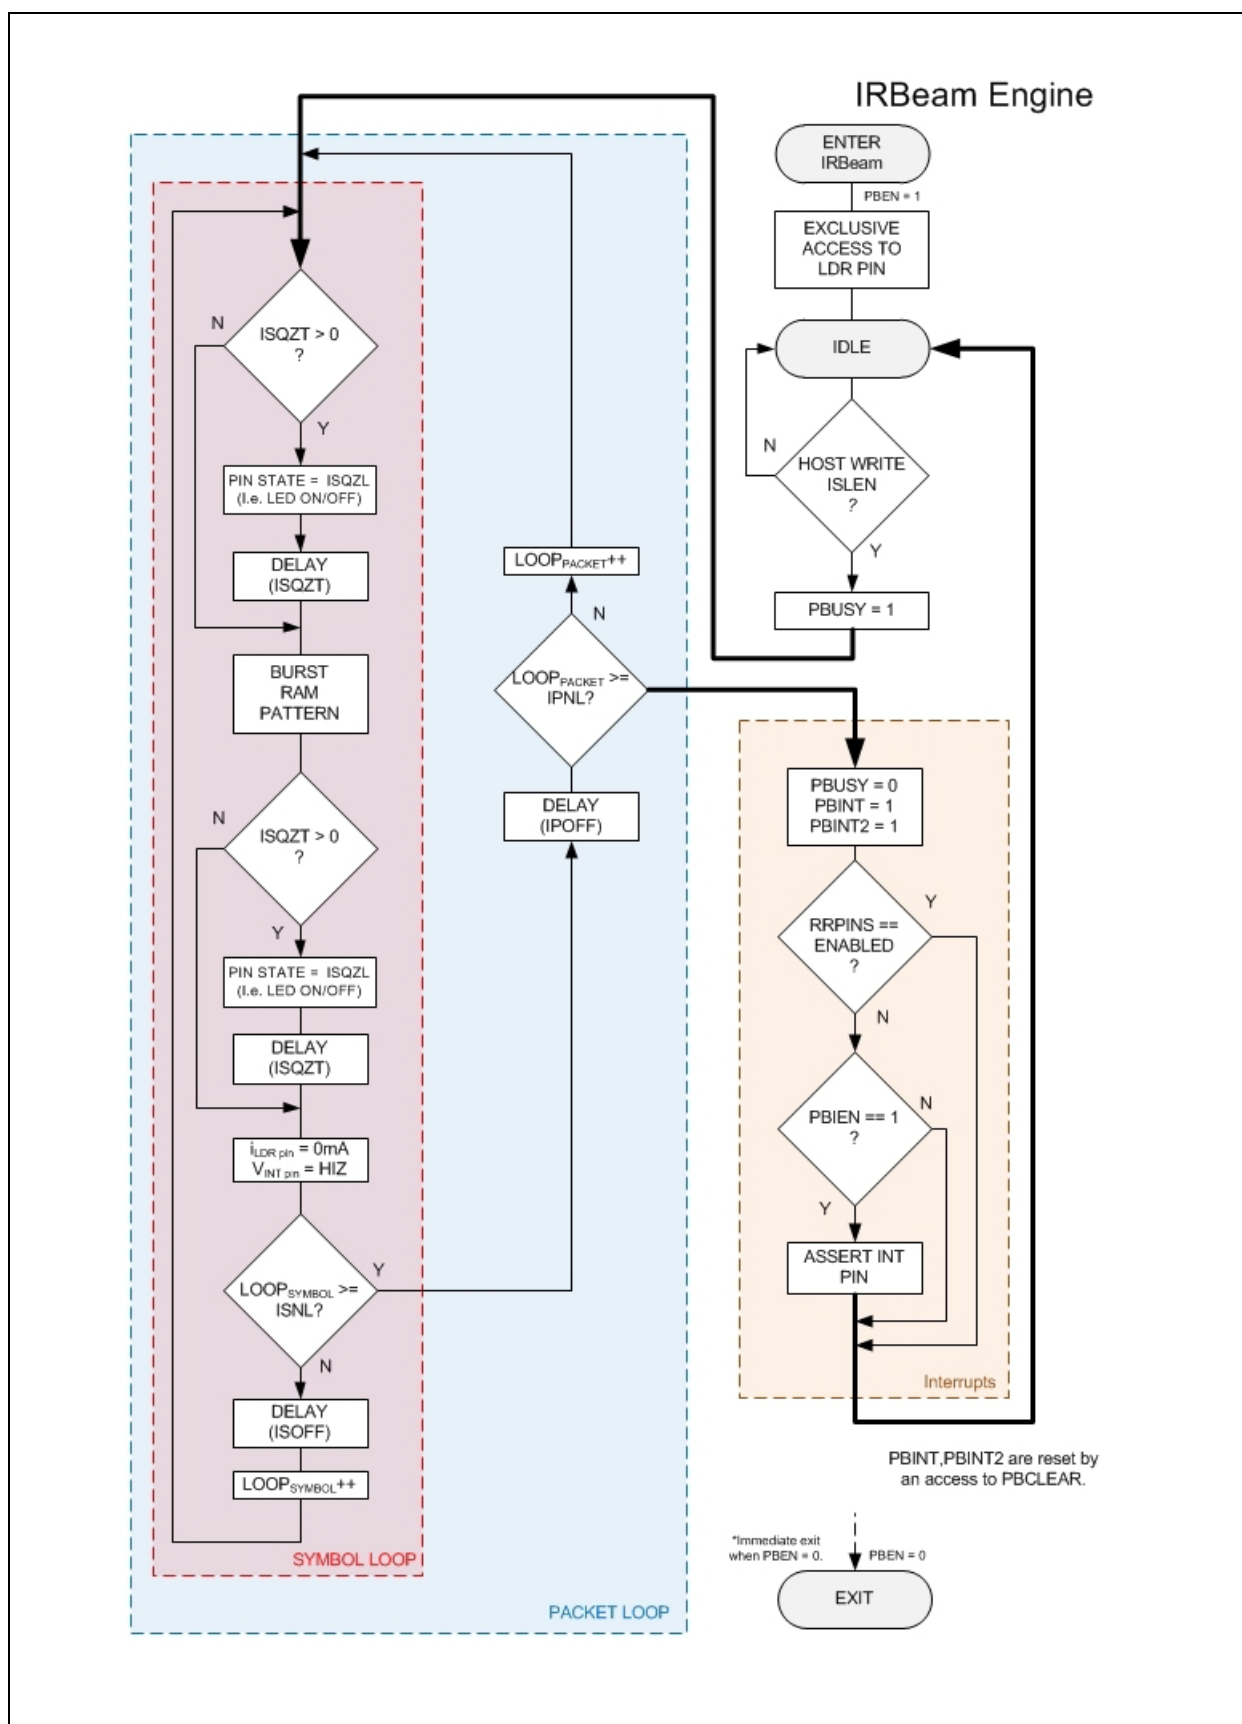 IRBeam Engine
ENTER
IRBeam
PBEN = 1
EXCLUSIVE
ACCESS TO
LDR PIN
IDLE
N
HOST WRITE
ISLEN
?
Y
PBUSY = 1
N
ISQZT > 0
?
Y
PIN STATE = ISQZL
(I.e. LED ON/OFF)
DELAY
(ISQZT)
BURST
RAM
PATTERN
N
ISQZT > 0
?
Y
PIN STATE = ISQZL
(I.e. LED ON/OFF)
DELAY
(ISQZT)
iLDR pin = 0mA
VINT pin = HIZ
LOOPSYMBOL >=
ISNL?
Y
N
DELAY
(ISOFF)
LOOPSYMBOL++
SYMBOL LOOP
LOOPPACKET++
N
LOOPPACKET >=
IPNL?
DELAY
(IPOFF)
PACKET LOOP
PBUSY = 0
PBINT = 1
PBINT2 = 1
RRPINS ==
ENABLED
?
Y
N
PBIEN == 1
?
N
Y
ASSERT INT
PIN
Interrupts
PBINT,PBINT2 are reset by
an access to PBCLEAR.
*Immediate exit
when PBEN = 0.
PBEN = 0
EXIT